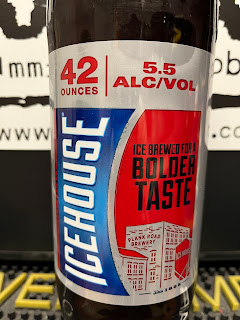 42
OUNCES
5.5
ALC/VOL
ICEHOUSE
ICE BREWED FOR A
BOLDER
TASTE
PLANK ROAD
BREWERY